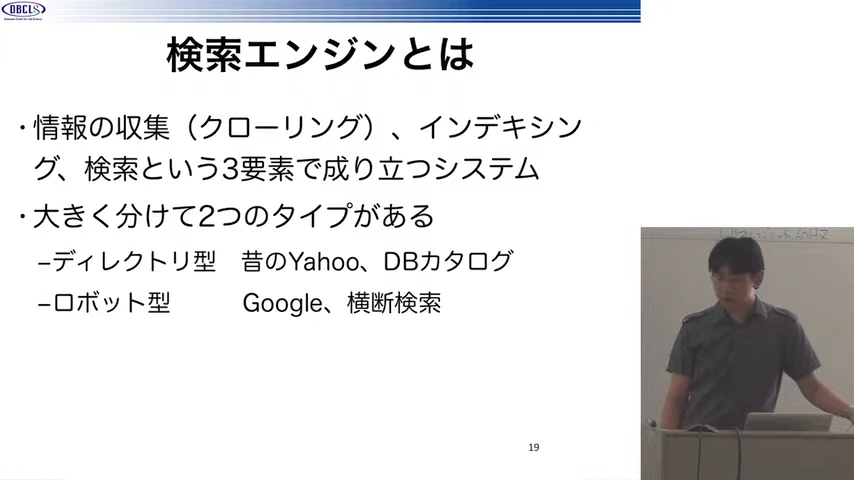 DBCLS
検索エンジンとは
・情報の収集（クローリング）、インデキシン
グ、検索という3要素で成り立つシステム
・大きく分けて2つのタイプがある
–ディレクトリ型 昔のYahoo、DBカタログ
–ロボット型 Google、横断検索
19